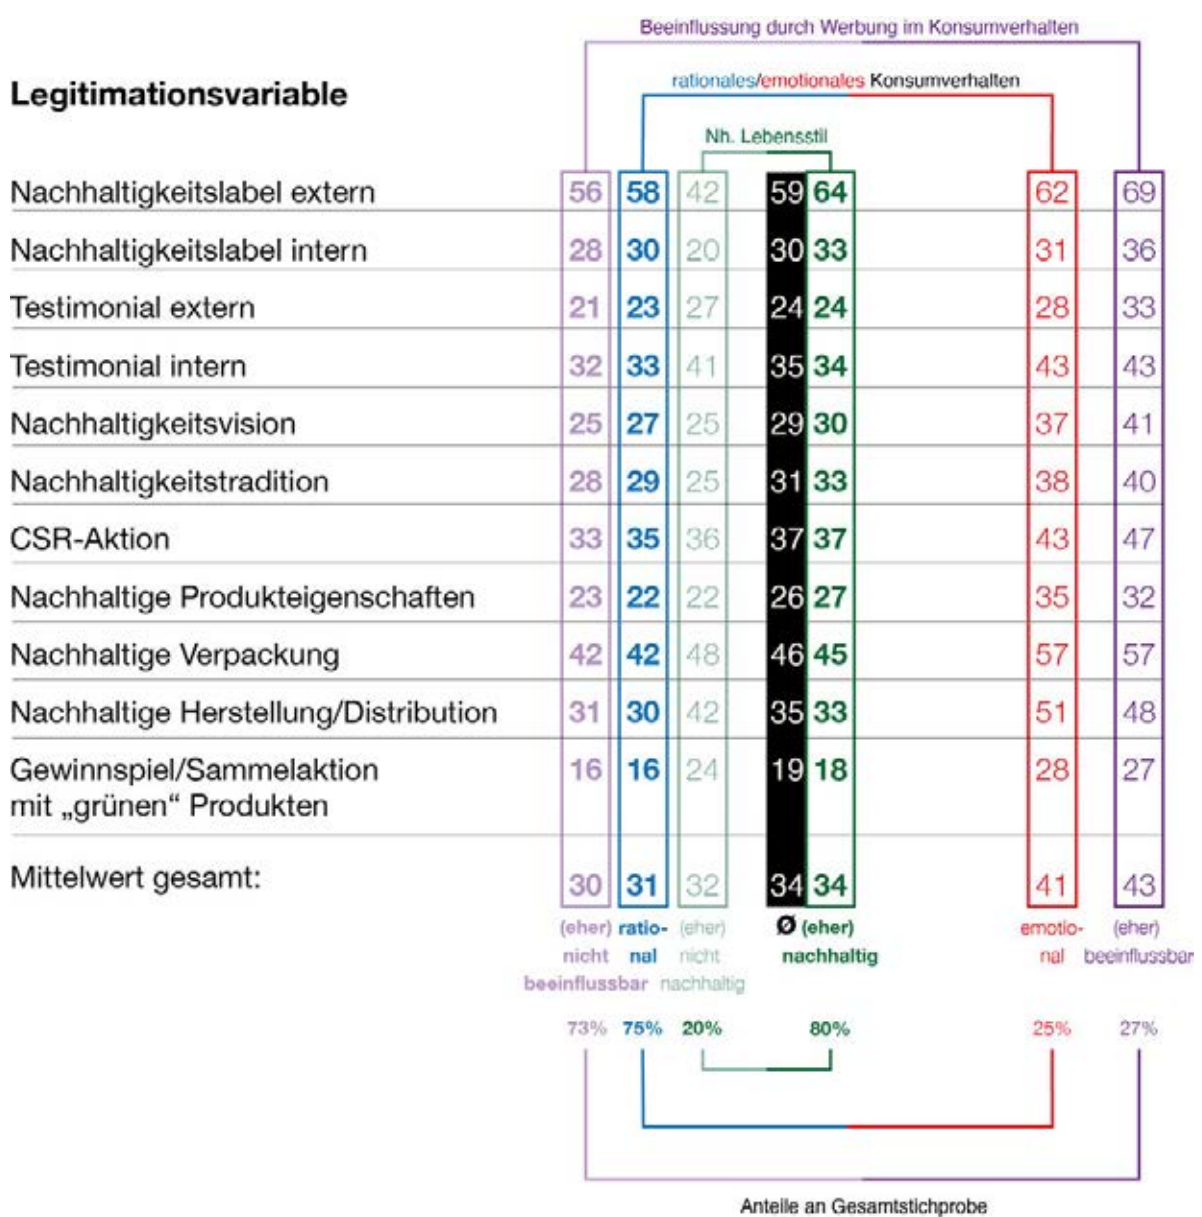 Beeinflussung durch Werbung im Konsumverhalten
Legitimationsvariable
rationales/emotionales Konsumverhalten
Nh. Lebensstil
Nachhaltigkeitslabel extern 56 58 42 59 64 62 69
Nachhaltigkeitslabel intern 28 30 20 30 33 31 36
Testimonial extern 21 23 27 24 24 28 33
Testimonial intern 32 33 41 35 34 43 43
Nachhaltigkeitsvision 25 27 25 29 30 37 41
Nachhaltigkeitstradition 28 29 25 31 33 38 40
CSR-Aktion 33 35 36 37 37 43 47
Nachhaltige Produkteigenschaften 23 22 22 26 27 35 32
Nachhaltige Verpackung 42 42 48 46 45 57 57
Nachhaltige Herstellung/Distribution 31 30 42 35 33 51 48
Gewinnspiel/Sammelaktion 16 16 24 19 18 28 27
mit „grünen“ Produkten
Mittelwert gesamt: 30 31 32 34 34 41 43
(eher) ratio- (eher) Ø (eher) emotio- (eher)
nicht nal nicht nachhaltig nal beeinflussbar
beeinflussbar nachhaltig
73% 75% 20% 80% 25% 27%
Anteile an Gesamtstichprobe